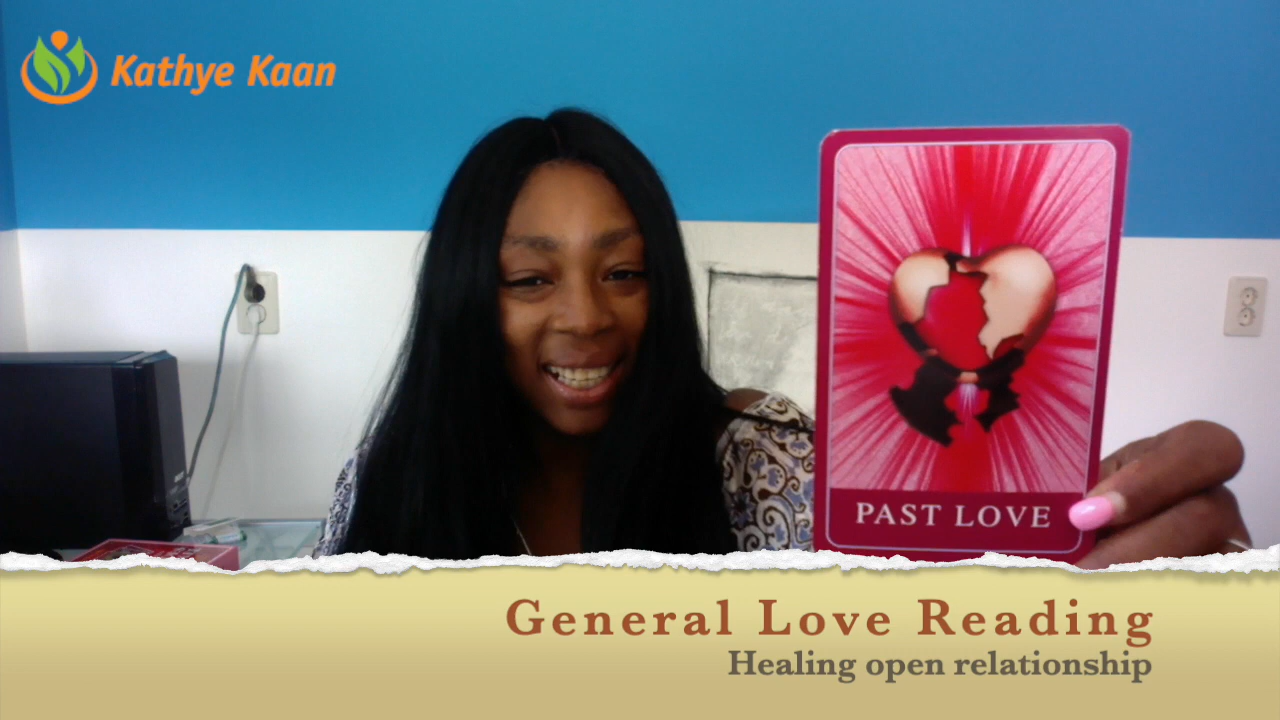 Kathye Kaan
PAST LOVE
General Love Reading
Healing open relationship